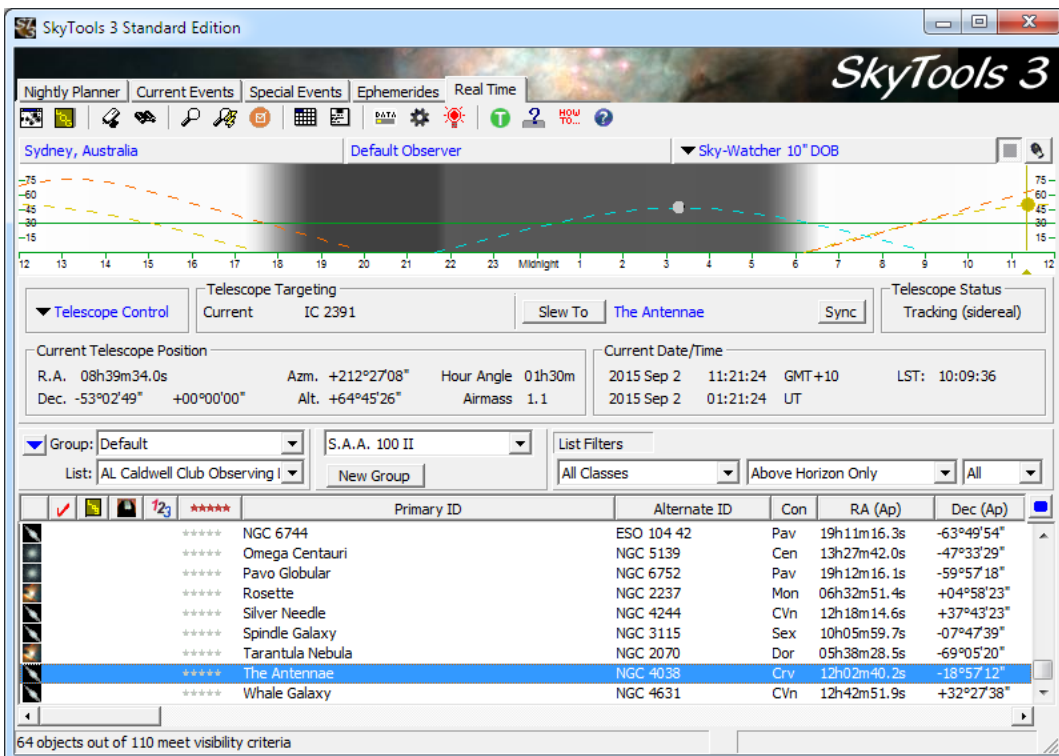 SkyTools 3 Standard Edition
SkyTools 3
Nightly Planner Current Events Special Events Ephemerides Real Time
DATA HOW TO...
Sydney, Australia Default Observer Sky-Watcher 10" DOB
75 75
60 60
45 45
30 30
15 15
12 13 14 15 16 17 18 19 20 21 22 23 Midnight 1 2 3 4 5 6 7 8 9 10 11 12
Telescope Targeting Telescope Status
Telescope Control Current IC 2391 Slew To The Antennae Sync Tracking (sidereal)
Current Telescope Position Current Date/Time
R.A. 08h39m34.0s Azm. +212°27'08" Hour Angle 01h30m 2015 Sep 2 11:21:24 GMT+10 LST: 10:09:36
Dec. -53°02'49" +00°00'00" Alt. +64°45'26" Airmass 1.1 2015 Sep 2 01:21:24 UT
Group: Default S.A.A. 100 II List Filters
List: AL Caldwell Club Observing New Group All Classes Above Horizon Only All
123 ★★★★★ Primary ID Alternate ID Con RA (Ap) Dec (Ap)
★★★★★ NGC 6744 ESO 104 42 Pav 19h11m16.3s -63°49'54"
★★★★★ Omega Centauri NGC 5139 Cen 13h27m42.0s -47°33'29"
★★★★★ Pavo Globular NGC 6752 Pav 19h12m16.1s -59°57'18"
★★★★★ Rosette NGC 2237 Mon 06h32m51.4s +04°58'23"
★★★★★ Silver Needle NGC 4244 CVn 12h18m14.6s +37°43'23"
★★★★★ Spindle Galaxy NGC 3115 Sex 10h05m59.7s -07°47'39"
★★★★★ Tarantula Nebula NGC 2070 Dor 05h38m28.5s -69°05'20"
★★★★★ The Antennae NGC 4038 Crv 12h02m40.2s -18°57'12"
★★★★★ Whale Galaxy NGC 4631 CVn 12h42m51.9s +32°27'38"
64 objects out of 110 meet visibility criteria